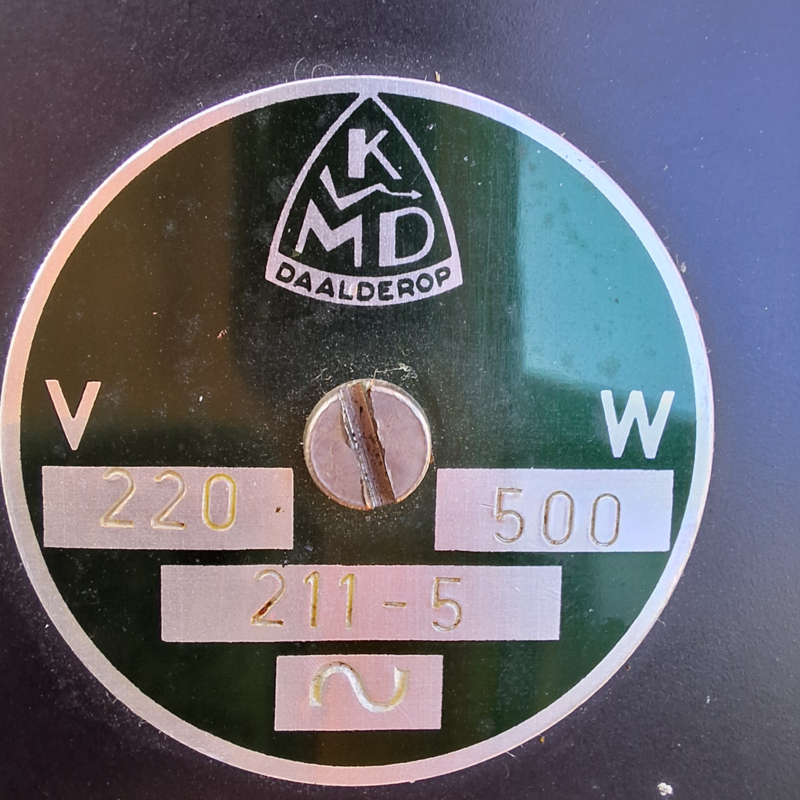 K
MD
DAALDEROP
V W
220 500
211-5
~